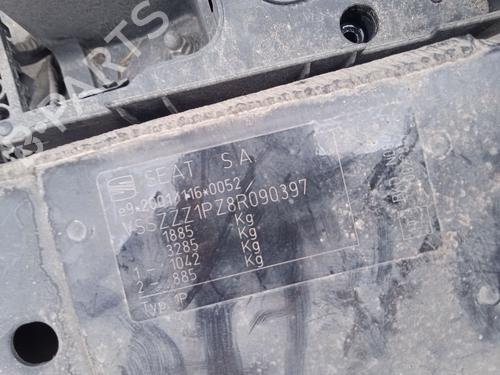 SEAT S.A.
e9*2001/116*0052*
VSSZZZ1PZ8R090397
1885 Kg
3285 Kg
1- 1042 Kg
2- 885 Kg
Typ. 1P